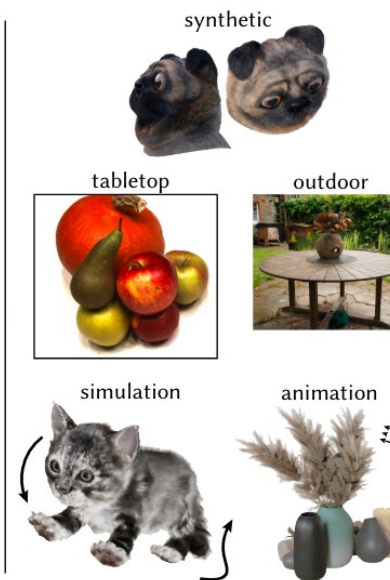 synthetic
tabletop
outdoor
simulation
animation